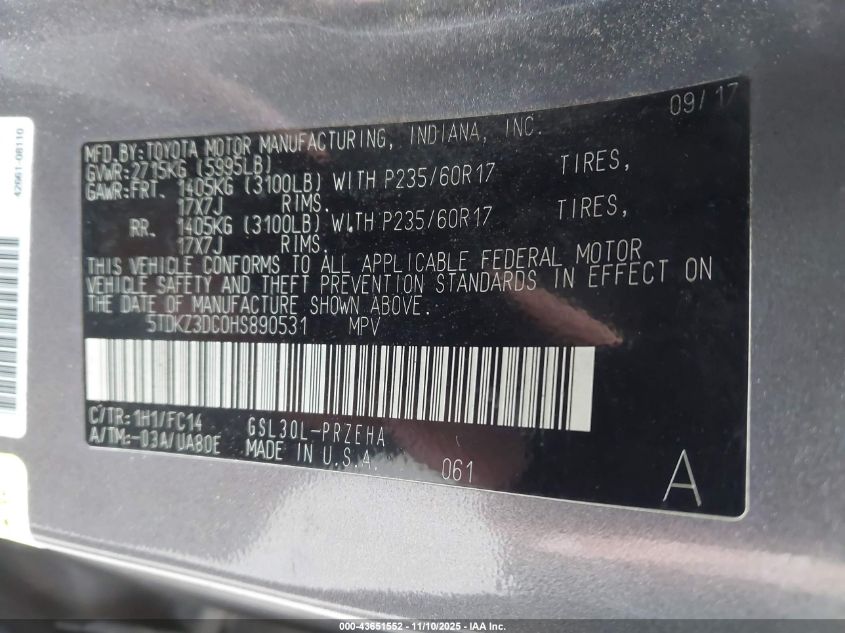 42661-08110
09/17
MFD.BY:TOYOTA MOTOR MANUFACTURING, INDIANA, INC.
GVWR:2715KG (5995LB)
GAWR:FRT. 1405KG (3100LB) WITH P235/60R17 TIRES,
17X7J RIMS.
RR. 1405KG (3100LB) WITH P235/60R17 TIRES,
17X7J RIMS.
THIS VEHICLE CONFORMS TO ALL APPLICABLE FEDERAL MOTOR
VEHICLE SAFETY AND THEFT PREVENTION STANDARDS IN EFFECT ON
THE DATE OF MANUFACTURE SHOWN ABOVE.
5TDKZ3DC0HS890531 MPV
C/TR: 1H1/FC14 GSL30L-PRZEHA
A/TM:-03A/UA80E MADE IN U.S.A. 061
A
000-43651552 - 11/10/2025 - IAA Inc.